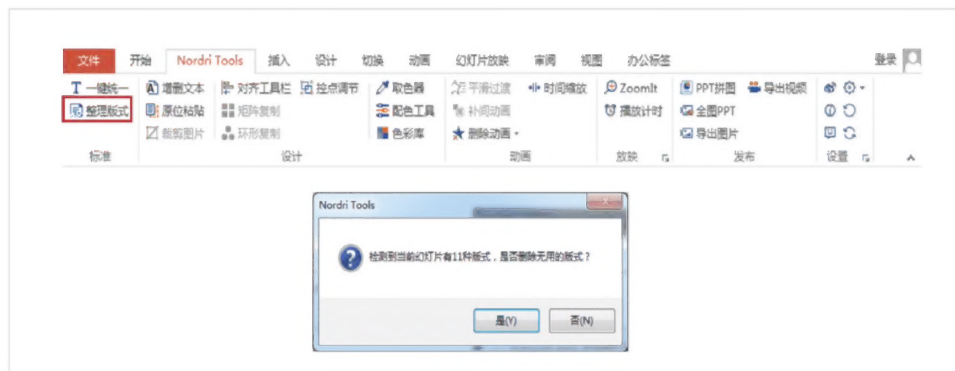 文件 开始 Nordri Tools 插入 设计 切换 动画 幻灯片放映 审阅 视图 办公标签 登录
一键统一 增删文本 对齐工具栏 控点调节 取色器 平滑过渡 时间缩放 ZoomIt PPT拼图 导出视频
整理版式 原位粘贴 矩阵复制 配色工具 补间动画 播放计时 全图PPT
裁剪图片 环形复制 色彩库 删除动画 导出图片
标准 设计 动画 放映 发布 设置
Nordri Tools
检测到当前幻灯片有11种版式，是否删除无用的版式？
是(Y) 否(N)